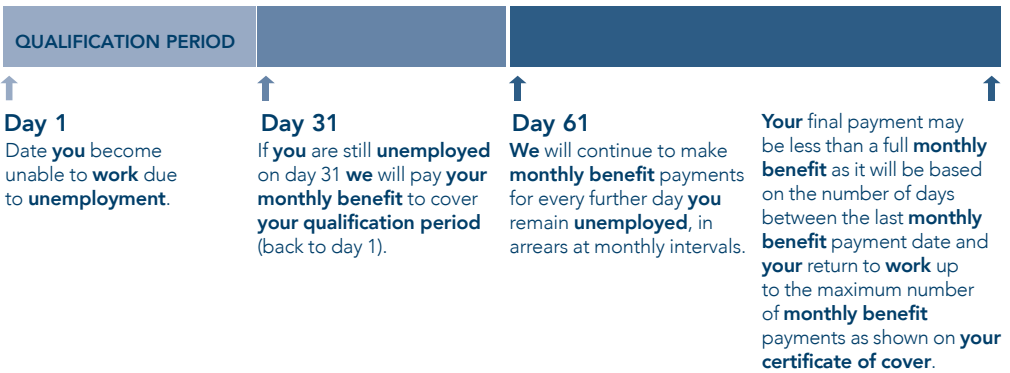 QUALIFICATION PERIOD
Day 1
Date you become
unable to work due
to unemployment.
Day 31
If you are still unemployed
on day 31 we will pay your
monthly benefit to cover
your qualification period
(back to day 1).
Day 61
We will continue to make
monthly benefit payments
for every further day you
remain unemployed, in
arrears at monthly intervals.
Your final payment may
be less than a full monthly
benefit as it will be based
on the number of days
between the last monthly
benefit payment date and
your return to work up
to the maximum number
of monthly benefit
payments as shown on your
certificate of cover.